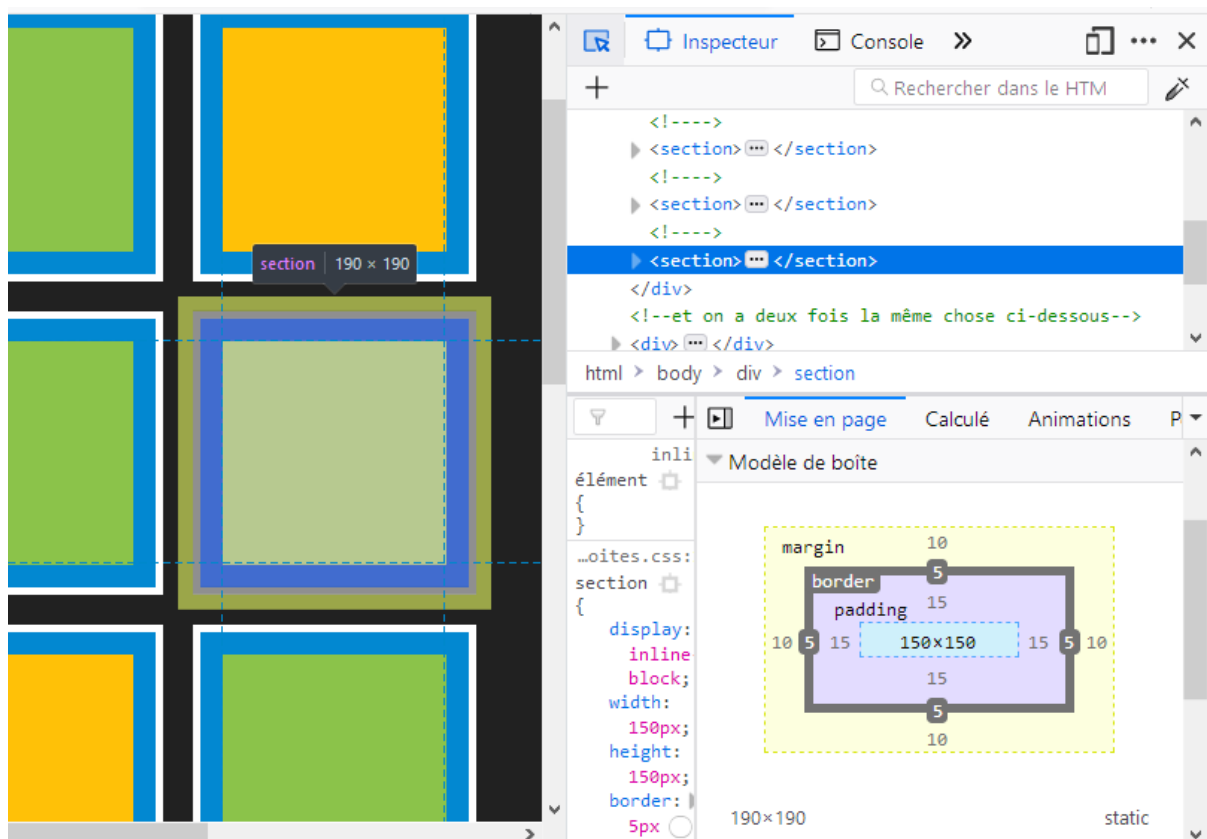 Inspecteur Console
Rechercher dans le HTM
<!---->
<section> ••• </section>
<!---->
<section> ••• </section>
<!---->
<section> ••• </section>
</div>
<!--et on a deux fois la même chose ci-dessous-->
<div> ••• </div>
html > body > div > section
section | 190 × 190
Mise en page Calculé Animations P
inli
élément
{
}
…oites.css:
section
{
display:
inline
block;
width:
150px;
height:
150px;
border:
5px
Modèle de boîte
margin 10
border 5
padding 15
10 5 15 150×150 15 5 10
15
5
10
190×190 static